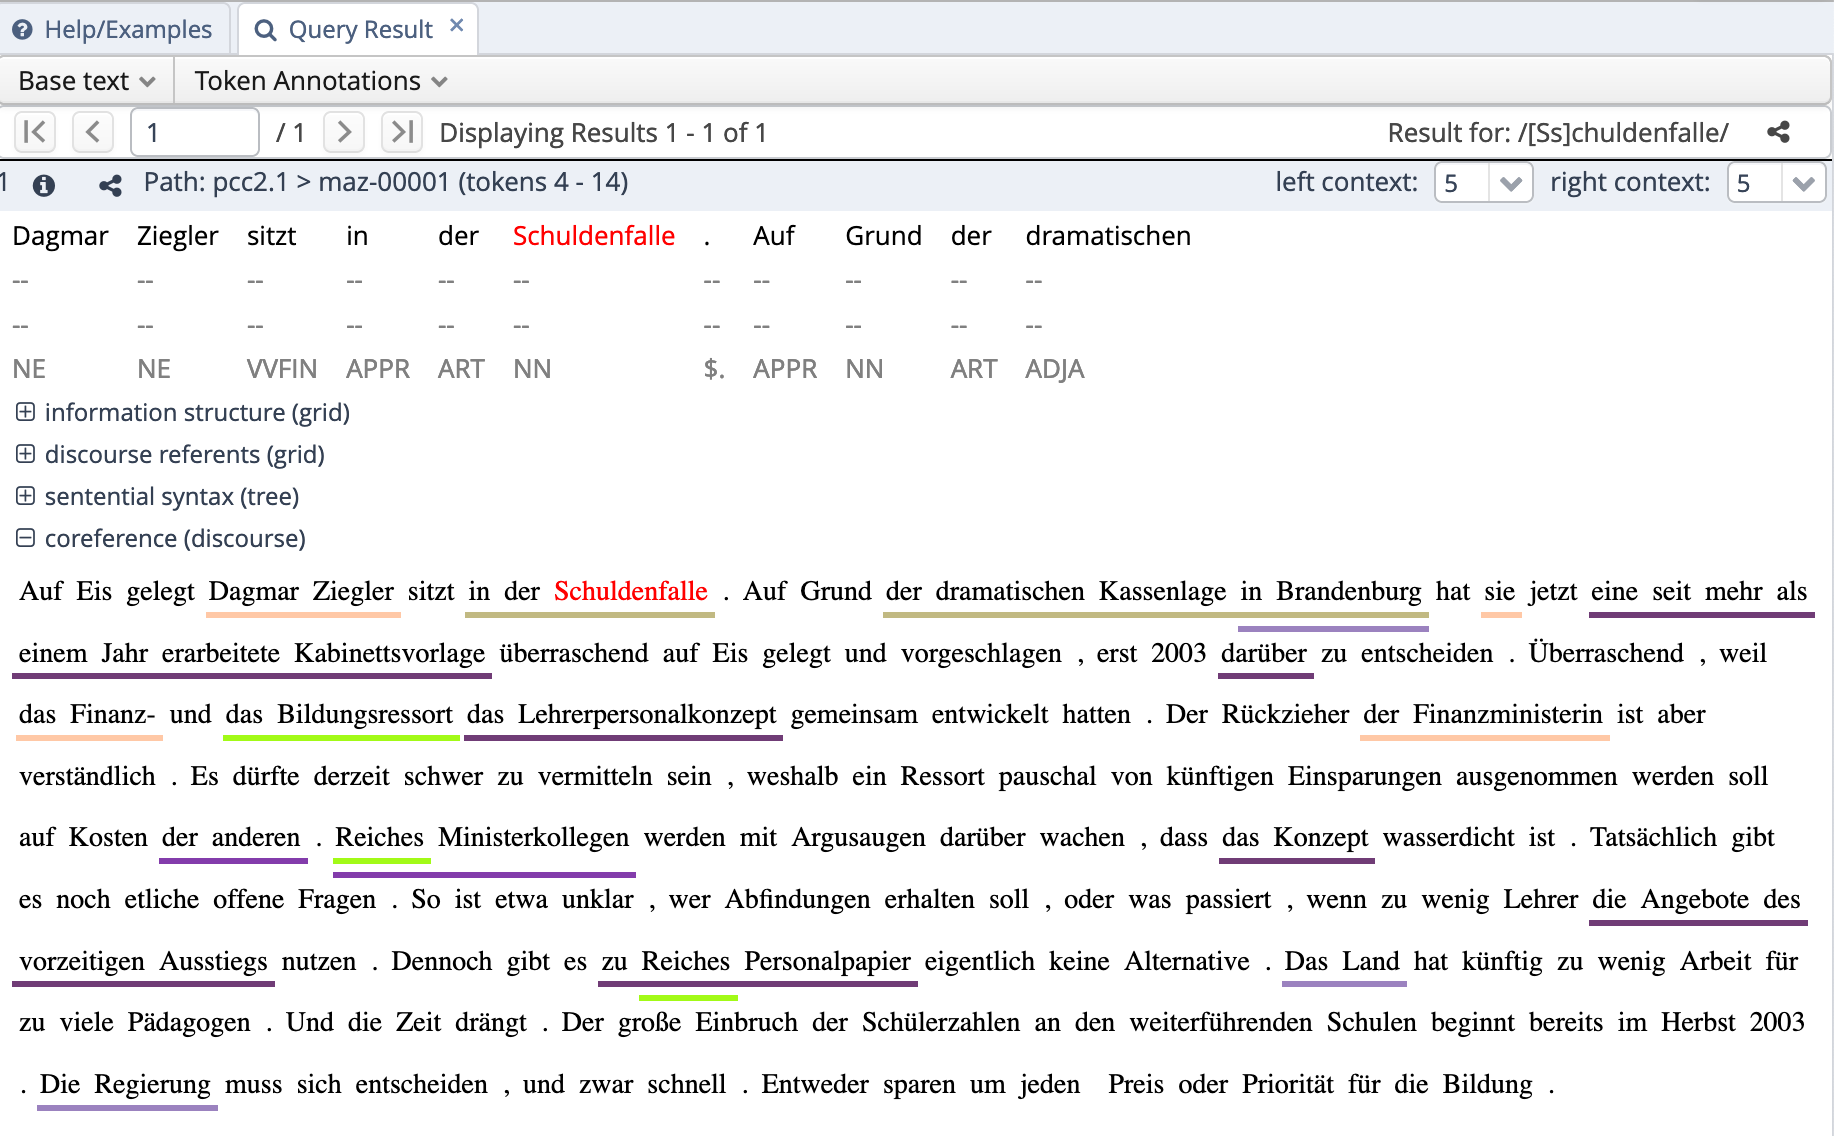 Help/Examples Query Result ×
Base text Token Annotations
1 / 1 Displaying Results 1 - 1 of 1 Result for: /[Ss]chuldenfalle/
1 Path: pcc2.1 > maz-00001 (tokens 4 - 14) left context: 5 right context: 5
Dagmar Ziegler sitzt in der Schuldenfalle . Auf Grund der dramatischen
-- -- -- -- -- -- -- -- -- -- --
-- -- -- -- -- -- -- -- -- -- --
NE NE VVFIN APPR ART NN $. APPR NN ART ADJA
information structure (grid)
discourse referents (grid)
sentential syntax (tree)
coreference (discourse)
Auf Eis gelegt Dagmar Ziegler sitzt in der Schuldenfalle . Auf Grund der dramatischen Kassenlage in Brandenburg hat sie jetzt eine seit mehr als
einem Jahr erarbeitete Kabinettsvorlage überraschend auf Eis gelegt und vorgeschlagen , erst 2003 darüber zu entscheiden . Überraschend , weil
das Finanz- und das Bildungsressort das Lehrerpersonalkonzept gemeinsam entwickelt hatten . Der Rückzieher der Finanzministerin ist aber
verständlich . Es dürfte derzeit schwer zu vermitteln sein , weshalb ein Ressort pauschal von künftigen Einsparungen ausgenommen werden soll
auf Kosten der anderen . Reiches Ministerkollegen werden mit Argusaugen darüber wachen , dass das Konzept wasserdicht ist . Tatsächlich gibt
es noch etliche offene Fragen . So ist etwa unklar , wer Abfindungen erhalten soll , oder was passiert , wenn zu wenig Lehrer die Angebote des
vorzeitigen Ausstiegs nutzen . Dennoch gibt es zu Reiches Personalpapier eigentlich keine Alternative . Das Land hat künftig zu wenig Arbeit für
zu viele Pädagogen . Und die Zeit drängt . Der große Einbruch der Schülerzahlen an den weiterführenden Schulen beginnt bereits im Herbst 2003
. Die Regierung muss sich entscheiden , und zwar schnell . Entweder sparen um jeden Preis oder Priorität für die Bildung .